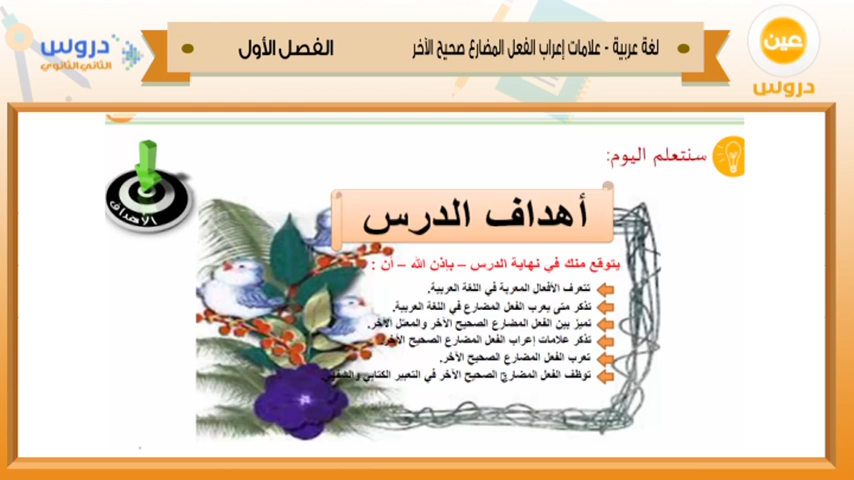 دروس
الثاني الثانوي
لغة عربية - علامات إعراب الفعل المضارع صحيح الآخر
الفصل الأول
عين
دروس
سنتعلم اليوم:
الأهداف
أهداف الدرس
يتوقع منك في نهاية الدرس – بإذن الله – أن :
تتعرف الأفعال المعربة في اللغة العربية.
تذكر متى يعرب الفعل المضارع في اللغة العربية.
تميز بين الفعل المضارع الصحيح الآخر والمعتل الآخر.
تذكر علامات إعراب الفعل المضارع الصحيح الآخر.
تعرب الفعل المضارع الصحيح الآخر.
توظف الفعل المضارع الصحيح الآخر في التعبير الكتابي والشفهي.